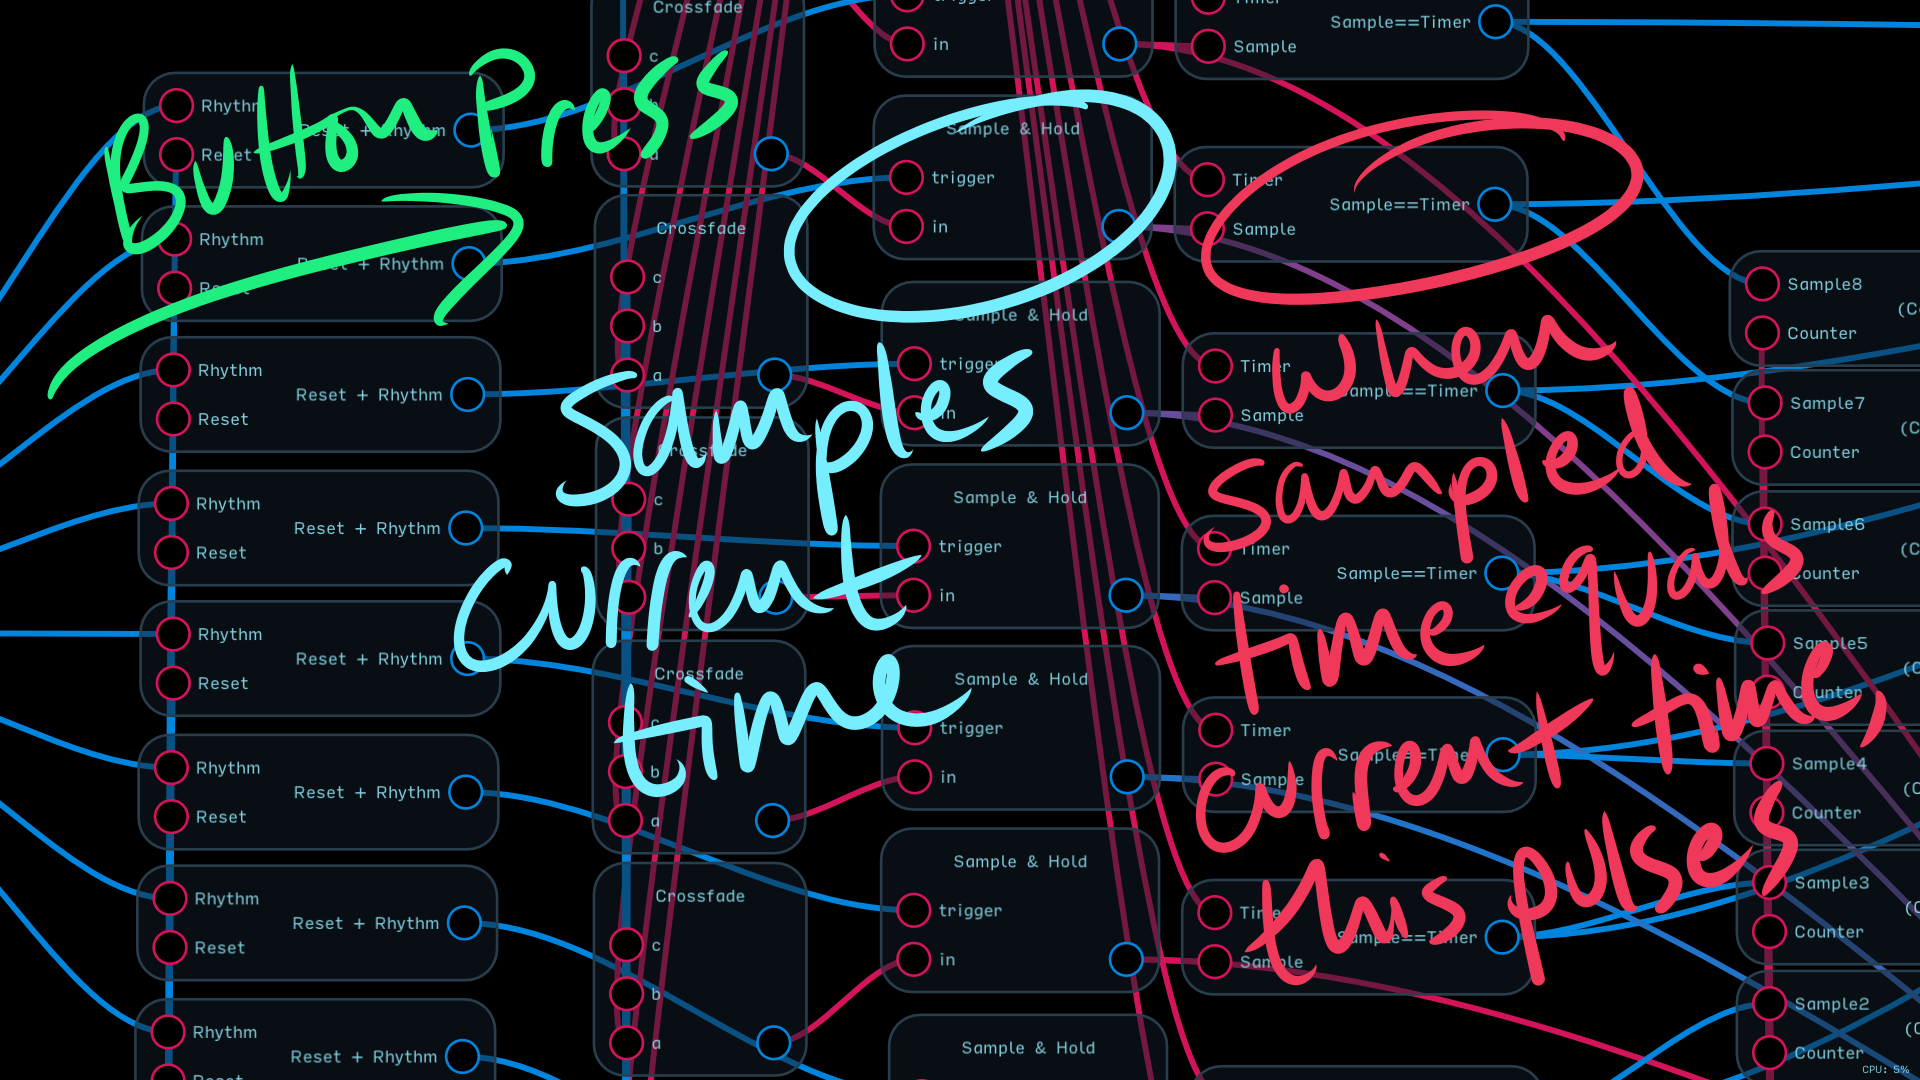 Button Press
Samples
current
time
when
sampled
time equals
current time,
this pulses
Rhythm
Reset
Reset + Rhythm
Rhythm
Reset
Reset + Rhythm
Rhythm
Reset
Reset + Rhythm
Rhythm
Reset
Reset + Rhythm
Rhythm
Reset
Reset + Rhythm
Rhythm
Reset
Reset + Rhythm
Rhythm
Reset
Reset + Rhythm
Rhythm
Reset
Reset + Rhythm
Crossfade
c
b
a
Crossfade
c
b
a
Crossfade
c
b
Crossfade
c
b
a
Crossfade
c
b
a
trigger
in
Sample & Hold
trigger
in
Sample & Hold
trigger
in
Sample & Hold
trigger
in
Sample & Hold
trigger
in
Sample & Hold
trigger
in
Sample & Hold
Timer
Sample
Sample==Timer
Timer
Sample
Sample==Timer
Timer
Sample
Sample==Timer
Timer
Sample
Sample==Timer
Timer
Sample
Sample==Timer
Timer
Sample
Sample==Timer
Sample8
(C
Counter
Sample7
(C
Counter
Sample6
(C
Counter
Sample5
(C
Counter
Sample4
(C
Counter
Sample3
(C
Counter
Sample2
(C
Counter
CPU: 5%